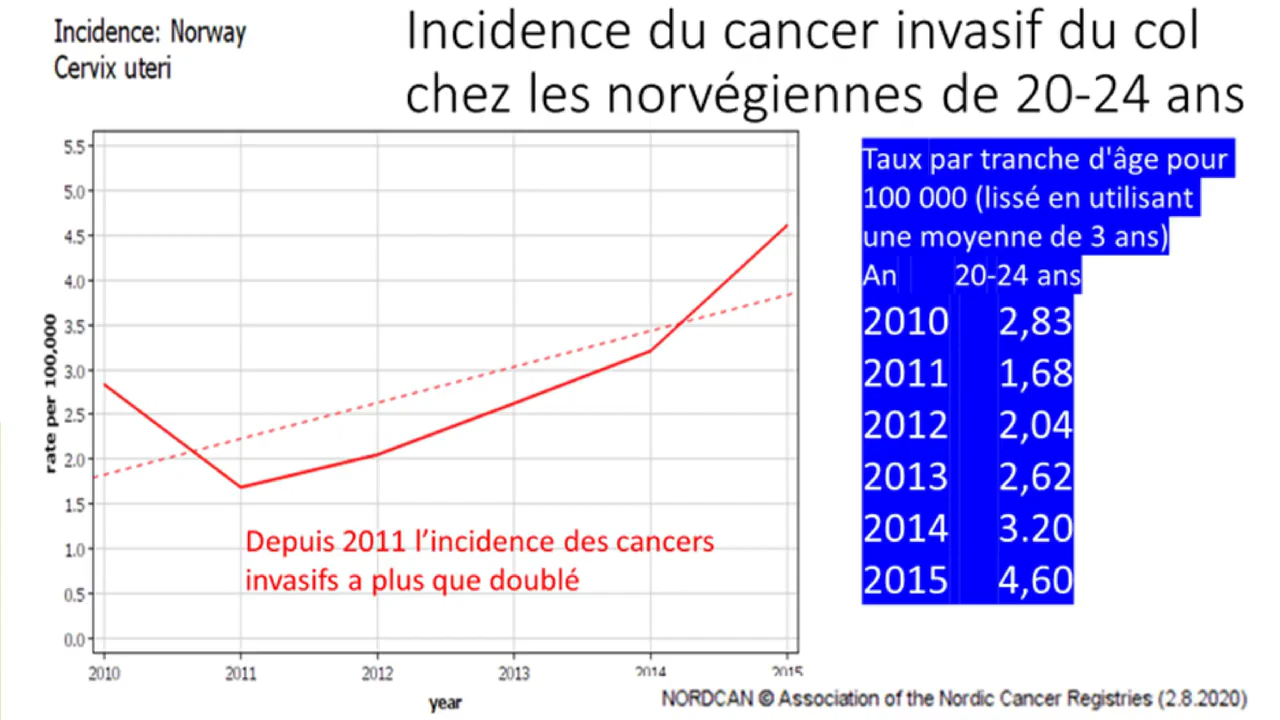 Incidence: Norway
Cervix uteri
Incidence du cancer invasif du col
chez les norvégiennes de 20-24 ans
5.5
5.0
4.5
4.0
3.5
3.0
2.5
2.0
1.5
1.0
0.5
0.0
rate per 100,000
Depuis 2011 l’incidence des cancers
invasifs a plus que doublé
2010 2011 2012 2013 2014 2015
year
Taux par tranche d'âge pour
100 000 (lissé en utilisant
une moyenne de 3 ans)
An 20-24 ans
2010 2,83
2011 1,68
2012 2,04
2013 2,62
2014 3.20
2015 4,60
NORDCAN © Association of the Nordic Cancer Registries (2.8.2020)